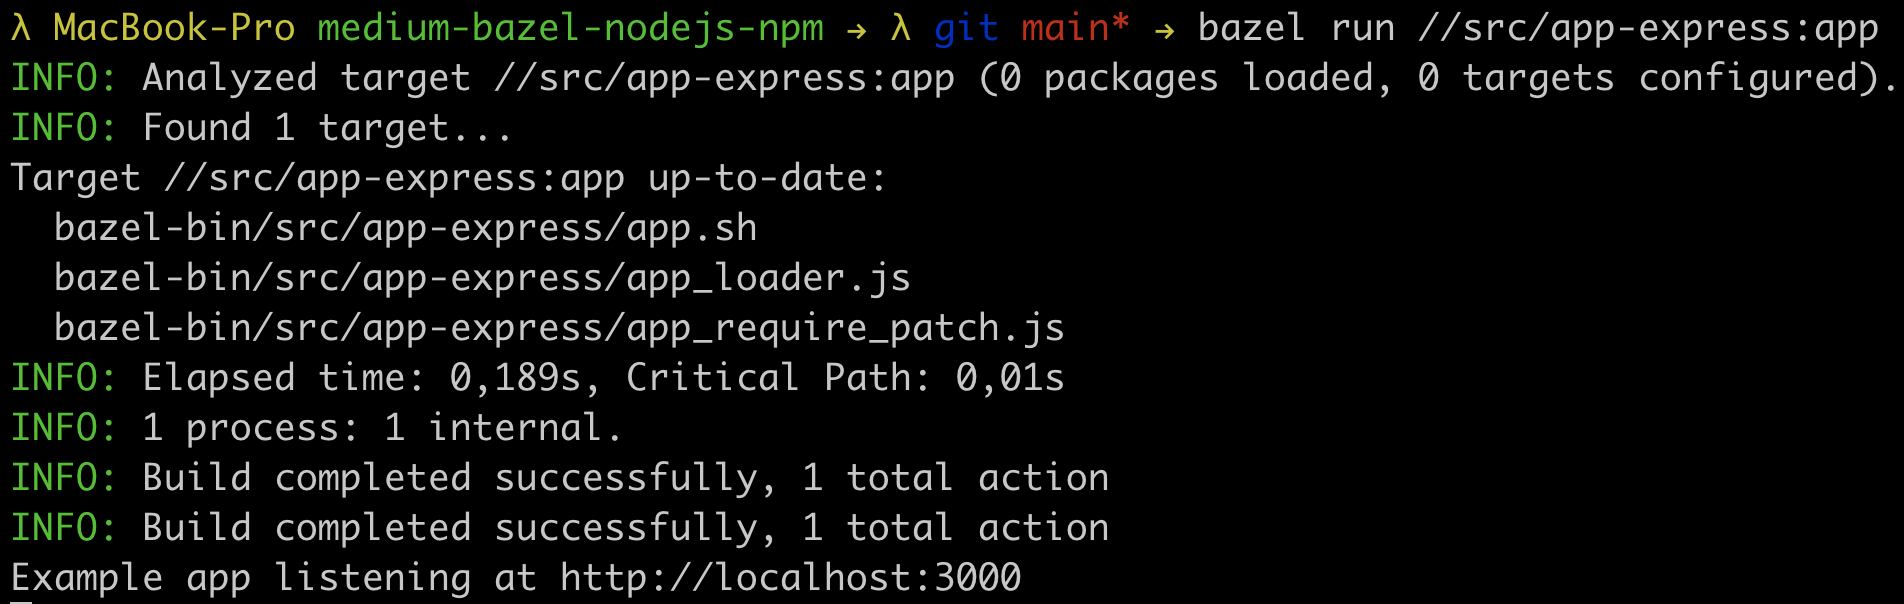 λ MacBook-Pro medium-bazel-nodejs-npm → λ git main* → bazel run //src/app-express:app
INFO: Analyzed target //src/app-express:app (0 packages loaded, 0 targets configured).
INFO: Found 1 target...
Target //src/app-express:app up-to-date:
  bazel-bin/src/app-express/app.sh
  bazel-bin/src/app-express/app_loader.js
  bazel-bin/src/app-express/app_require_patch.js
INFO: Elapsed time: 0,189s, Critical Path: 0,01s
INFO: 1 process: 1 internal.
INFO: Build completed successfully, 1 total action
INFO: Build completed successfully, 1 total action
Example app listening at http://localhost:3000